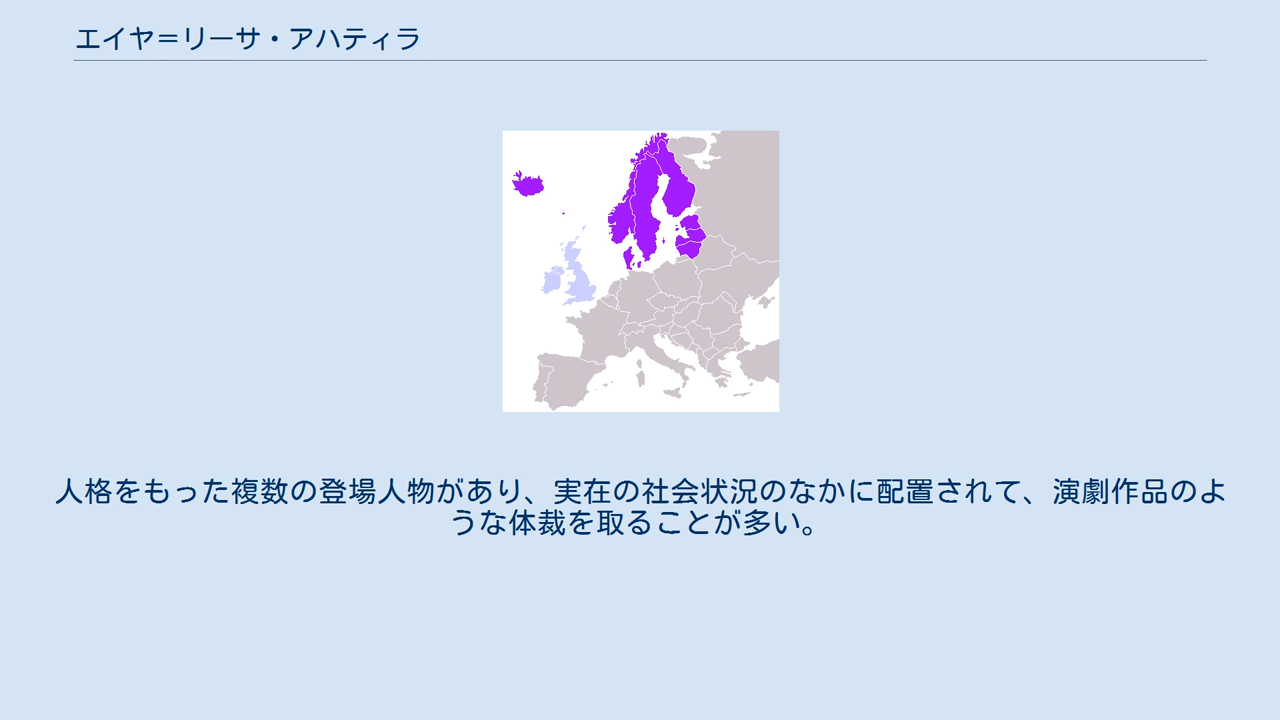 エイヤ＝リーサ・アハティラ
人格をもった複数の登場人物があり、実在の社会状況のなかに配置されて、演劇作品のよ
うな体裁を取ることが多い。